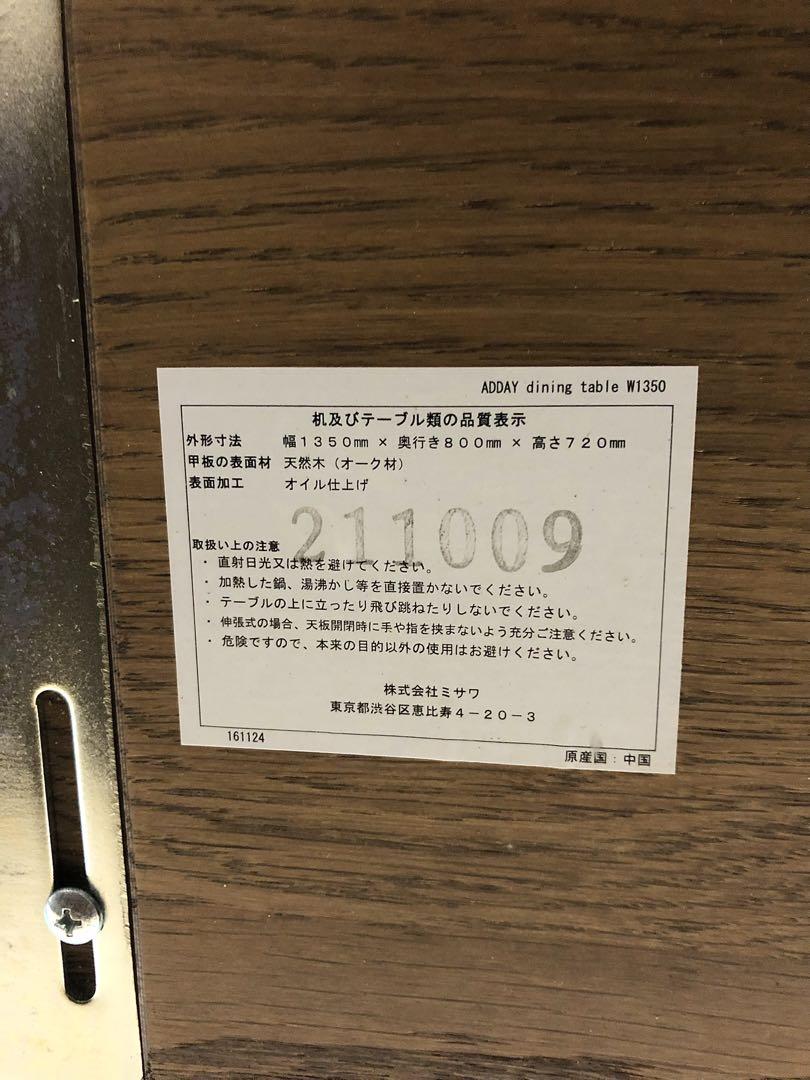 ADDAY dining table W1350
机及びテーブル類の品質表示
外形寸法 幅1350㎜ × 奥行き800㎜ × 高さ720㎜
甲板の表面材 天然木（オーク材）
表面加工 オイル仕上げ
211009
取扱い上の注意
・ 直射日光又は熱を避けてください。
・ 加熱した鍋、湯沸かし等を直接置かないでください。
・ テーブルの上に立ったり飛び跳ねたりしないでください。
・ 伸張式の場合、天板開閉時に手や指を挟まないよう充分ご注意ください。
・ 危険ですので、本来の目的以外の使用はお避けください。
株式会社ミサワ
東京都渋谷区恵比寿4－20－3
161124
原産国：中国